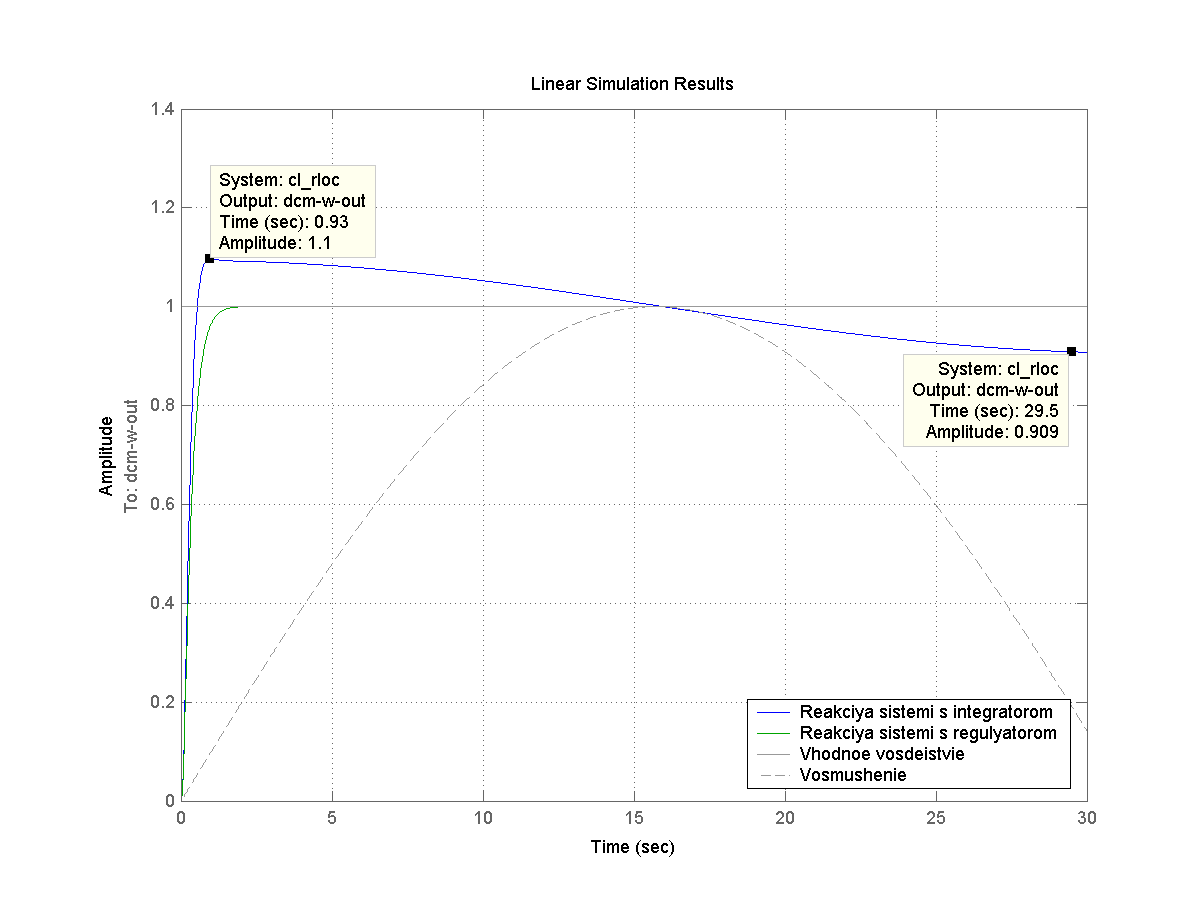 Linear Simulation Results
1.4
1.2
1
0.8
0.6
0.4
0.2
0
Amplitude
To: dcm-w-out
System: cl_rloc
Output: dcm-w-out
Time (sec): 0.93
Amplitude: 1.1
System: cl_rloc
Output: dcm-w-out
Time (sec): 29.5
Amplitude: 0.909
Reakciya sistemi s integratorom
Reakciya sistemi s regulyatorom
Vhodnoe vosdeistvie
Vosmushenie
0 5 10 15 20 25 30
Time (sec)